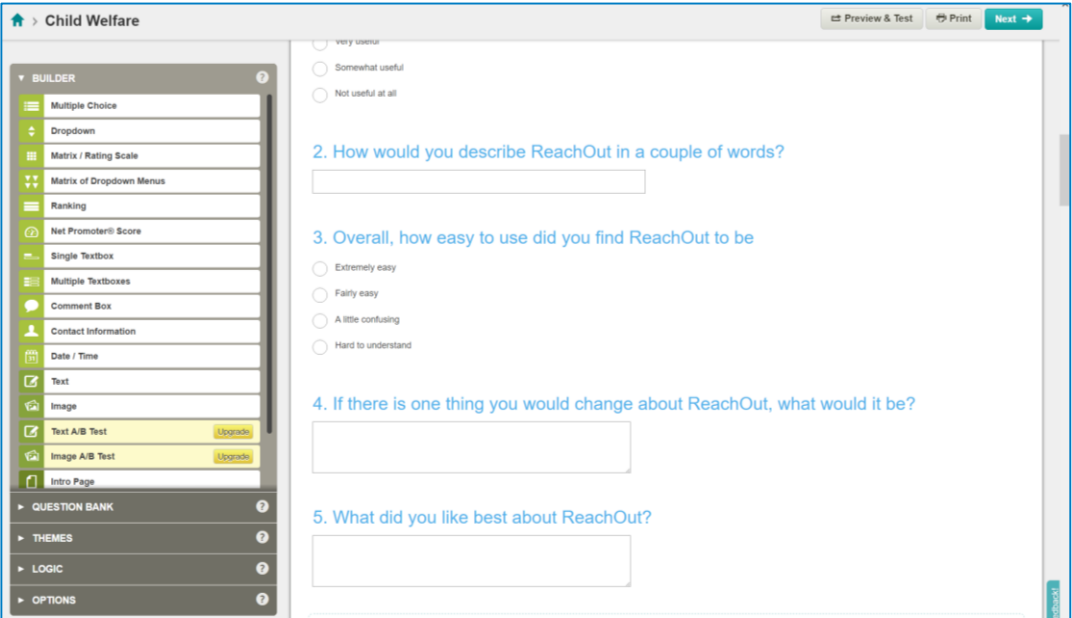 > Child Welfare
Preview & Test
Print
Next →
▼ BUILDER ?
Multiple Choice
Dropdown
Matrix / Rating Scale
Matrix of Dropdown Menus
Ranking
Net Promoter® Score
Single Textbox
Multiple Textboxes
Comment Box
Contact Information
31
Date / Time
Text
Image
Text A/B Test Upgrade
Image A/B Test Upgrade
Intro Page
► QUESTION BANK ?
► THEMES ?
► LOGIC ?
► OPTIONS ?
Very useful
Somewhat useful
Not useful at all
2. How would you describe ReachOut in a couple of words?
3. Overall, how easy to use did you find ReachOut to be
Extremely easy
Fairly easy
A little confusing
Hard to understand
4. If there is one thing you would change about ReachOut, what would it be?
5. What did you like best about ReachOut?